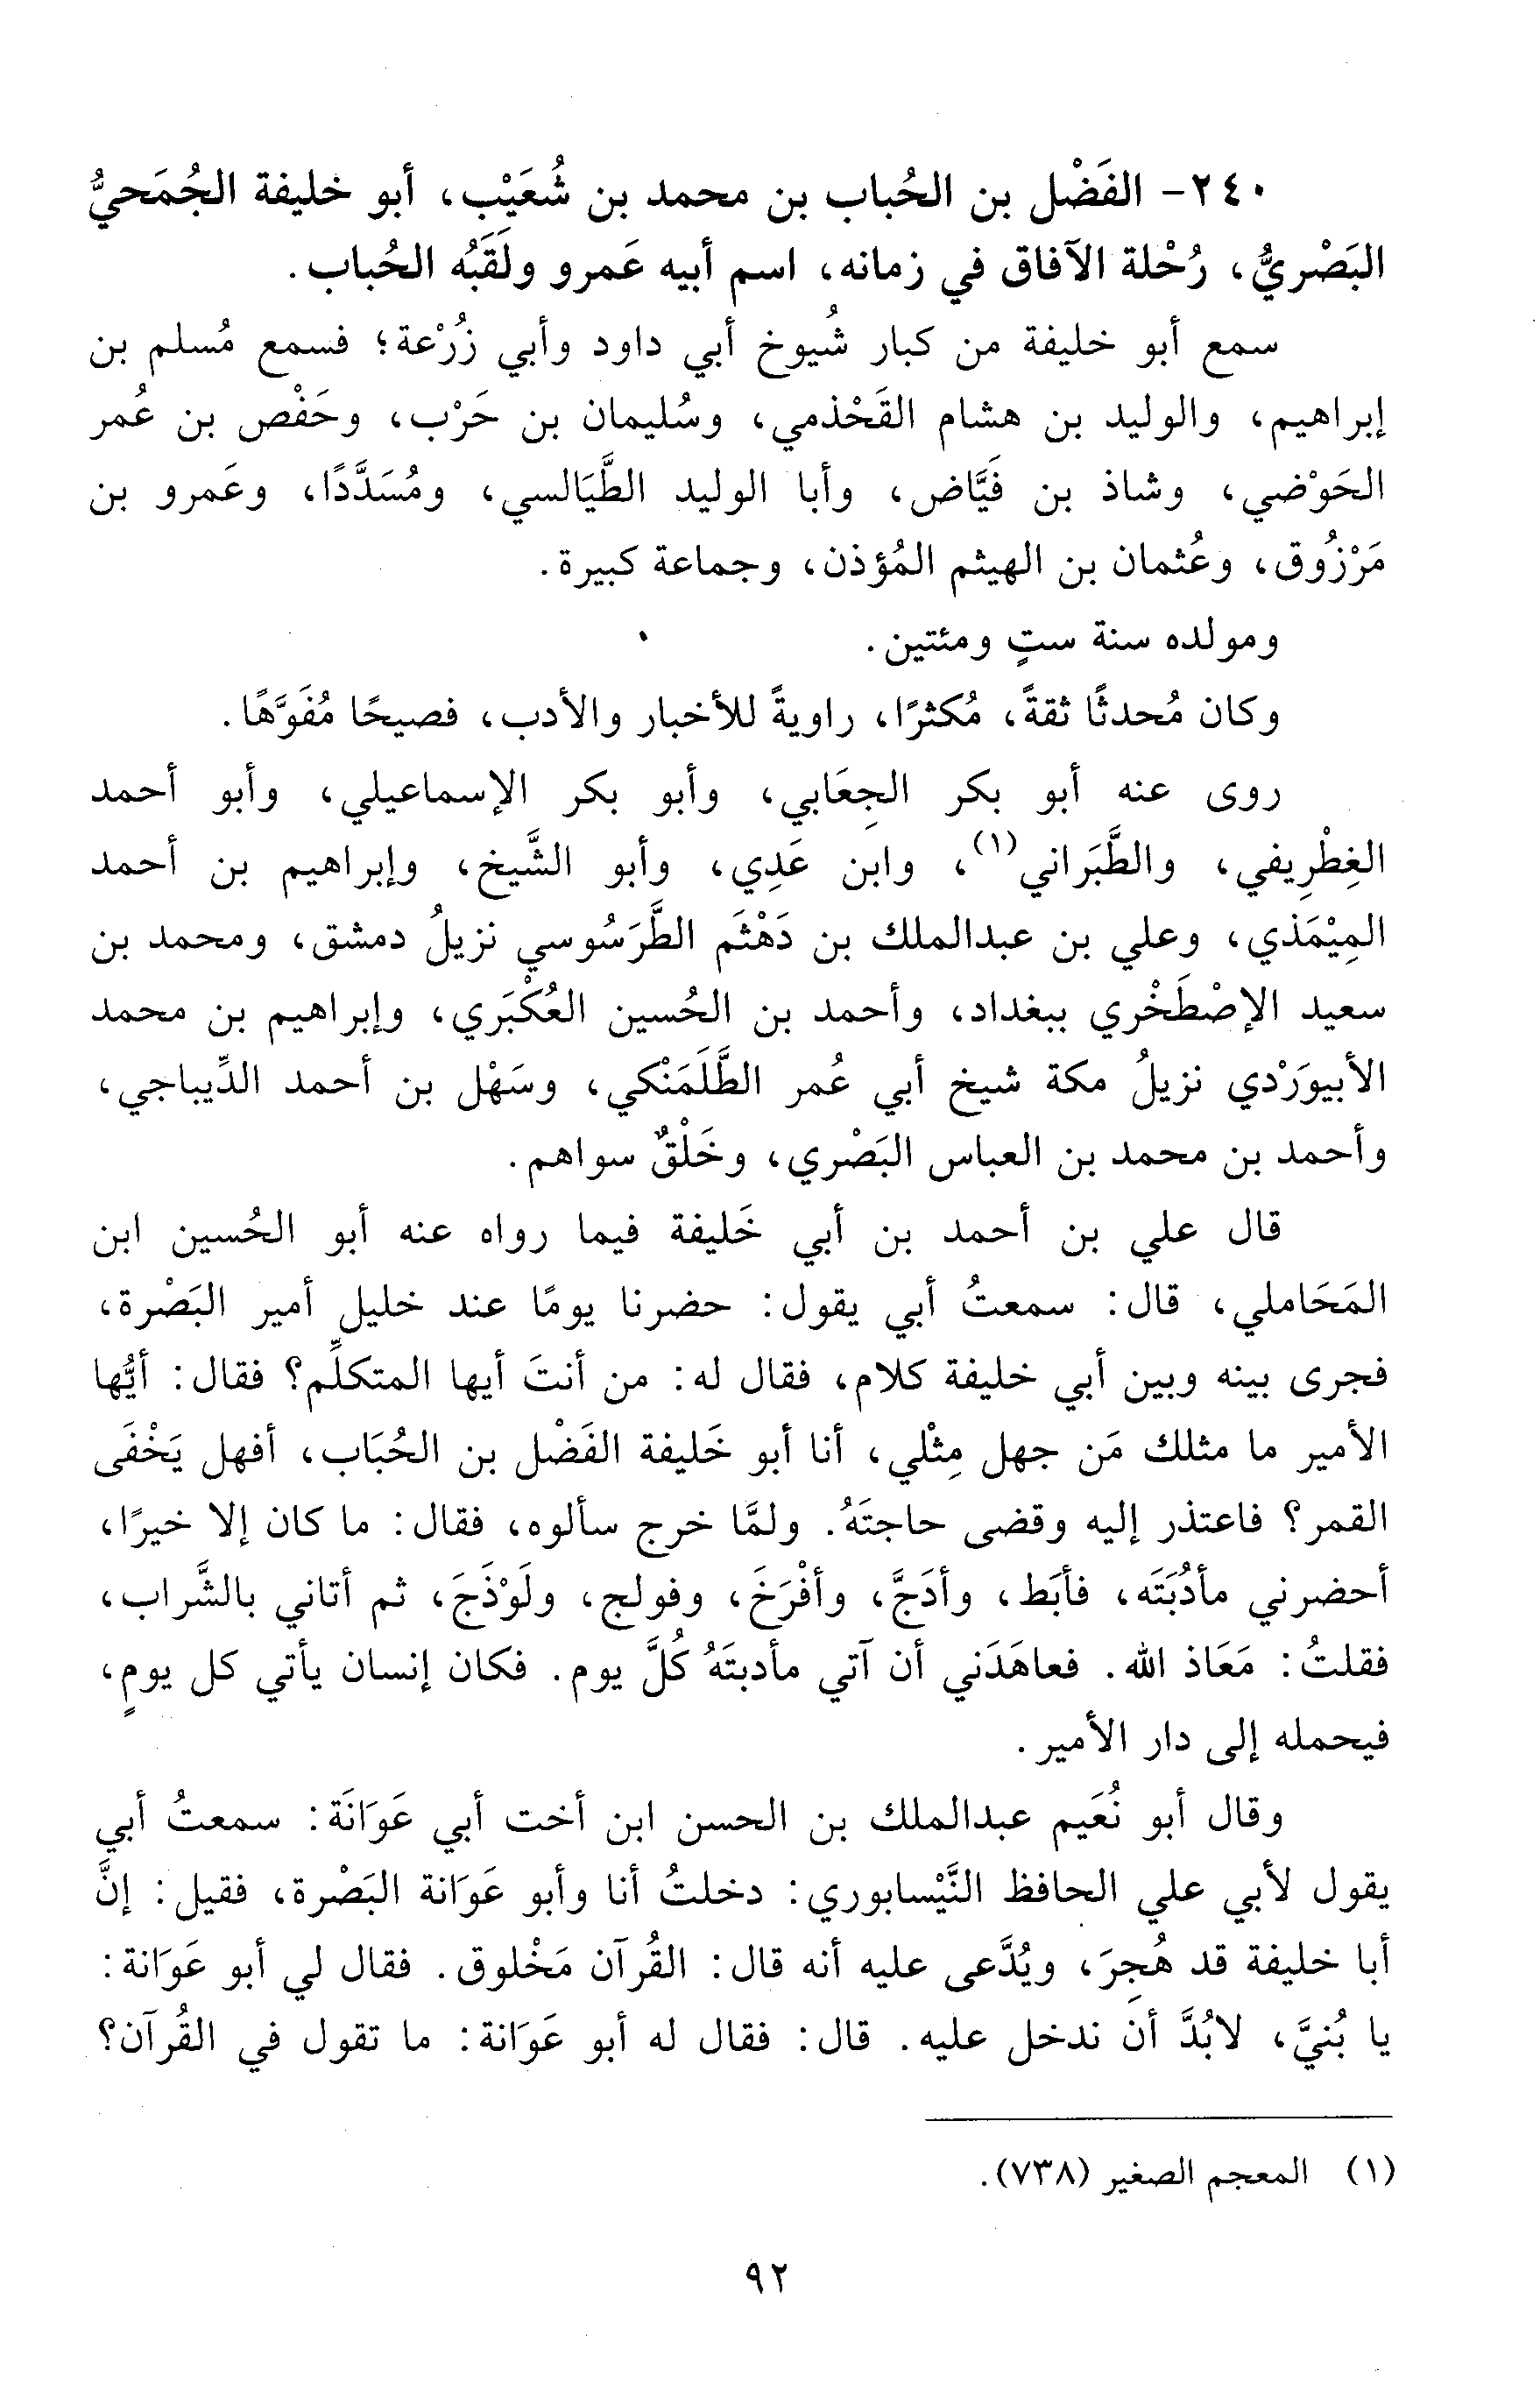 ٢٤٠- الفَضْل بن الحُباب بن محمد بن شُعَيْب، أبو خليفة الجُمَحيُّ
البَصْريُّ، رُحْلة الآفاق في زمانه، اسم أبيه عَمرو ولَقَبُه الحُباب.
سمع أبو خليفة من كبار شُيوخ أبي داود وأبي زُرْعة؛ فسمع مُسلم بن
إبراهيم، والوليد بن هشام القَحْذمي، وسُليمان بن حَرْب، وحَفْص بن عُمر
الحَوْضي، وشاذ بن فَيَّاض، وأبا الوليد الطَّيَالسي، ومُسَدَّدًا، وعَمرو بن
مَرْزُوق، وعُثمان بن الهيثم المُؤذن، وجماعة كبيرة.
ومولده سنة ستٍ ومئتين.
وكان مُحدثًا ثقةً، مُكثرًا، راويةً للأخبار والأدب، فصيحًا مُفَوَّهًا.
روى عنه أبو بكر الجِعَابي، وأبو بكر الإسماعيلي، وأبو أحمد
الغِطْرِيفي، والطَّبَراني(١)، وابن عَدِي، وأبو الشَّيخ، وإبراهيم بن أحمد
المِيْمَذي، وعلي بن عبدالملك بن دَهْثَم الطَّرَسُوسي نزيلُ دمشق، ومحمد بن
سعيد الإصْطَخْري ببغداد، وأحمد بن الحُسين العُكْبَري، وإبراهيم بن محمد
الأبيوَرْدي نزيلُ مكة شيخ أبي عُمر الطَّلَمَنْكي، وسَهْل بن أحمد الدِّيباجي،
وأحمد بن محمد بن العباس البَصْري، وخَلْقٌ سواهم.
قال علي بن أحمد بن أبي خَليفة فيما رواه عنه أبو الحُسين ابن
المَحَاملي، قال: سمعتُ أبي يقول: حضرنا يومًا عند خليل أمير البَصْرة،
فجرى بينه وبين أبي خليفة كلام، فقال له: من أنتَ أيها المتكلِّم؟ فقال: أيُّها
الأمير ما مثلك مَن جهل مِثْلي، أنا أبو خَليفة الفَضْل بن الحُبَاب، أفهل يَخْفَى
القمر؟ فاعتذر إليه وقضى حاجتَهُ. ولمَّا خرج سألوه، فقال: ما كان إلا خيرًا،
أحضرني مأدُبَتَه، فأبَط، وأدَجَّ، وأفْرَخَ، وفولج، ولَوْذَجَ، ثم أتاني بالشَّراب،
فقلتُ: مَعَاذ الله. فعاهَدَني أن آتي مأدبتَهُ كُلَّ يوم. فكان إنسان يأتي كل يومٍ،
فيحمله إلى دار الأمير.
وقال أبو نُعَيم عبدالملك بن الحسن ابن أخت أبي عَوَانَة: سمعتُ أبي
يقول لأبي علي الحافظ النَّيْسابوري: دخلتُ أنا وأبو عَوَانة البَصْرة، فقيل: إنَّ
أبا خليفة قد هُجِرَ، ويُدَّعى عليه أنه قال: القُرآن مَخْلوق. فقال لي أبو عَوَانة:
يا بُنيَّ، لابُدَّ أن ندخل عليه. قال: فقال له أبو عَوَانة: ما تقول في القُرآن؟
(١) المعجم الصغير (٧٣٨).
٩٢